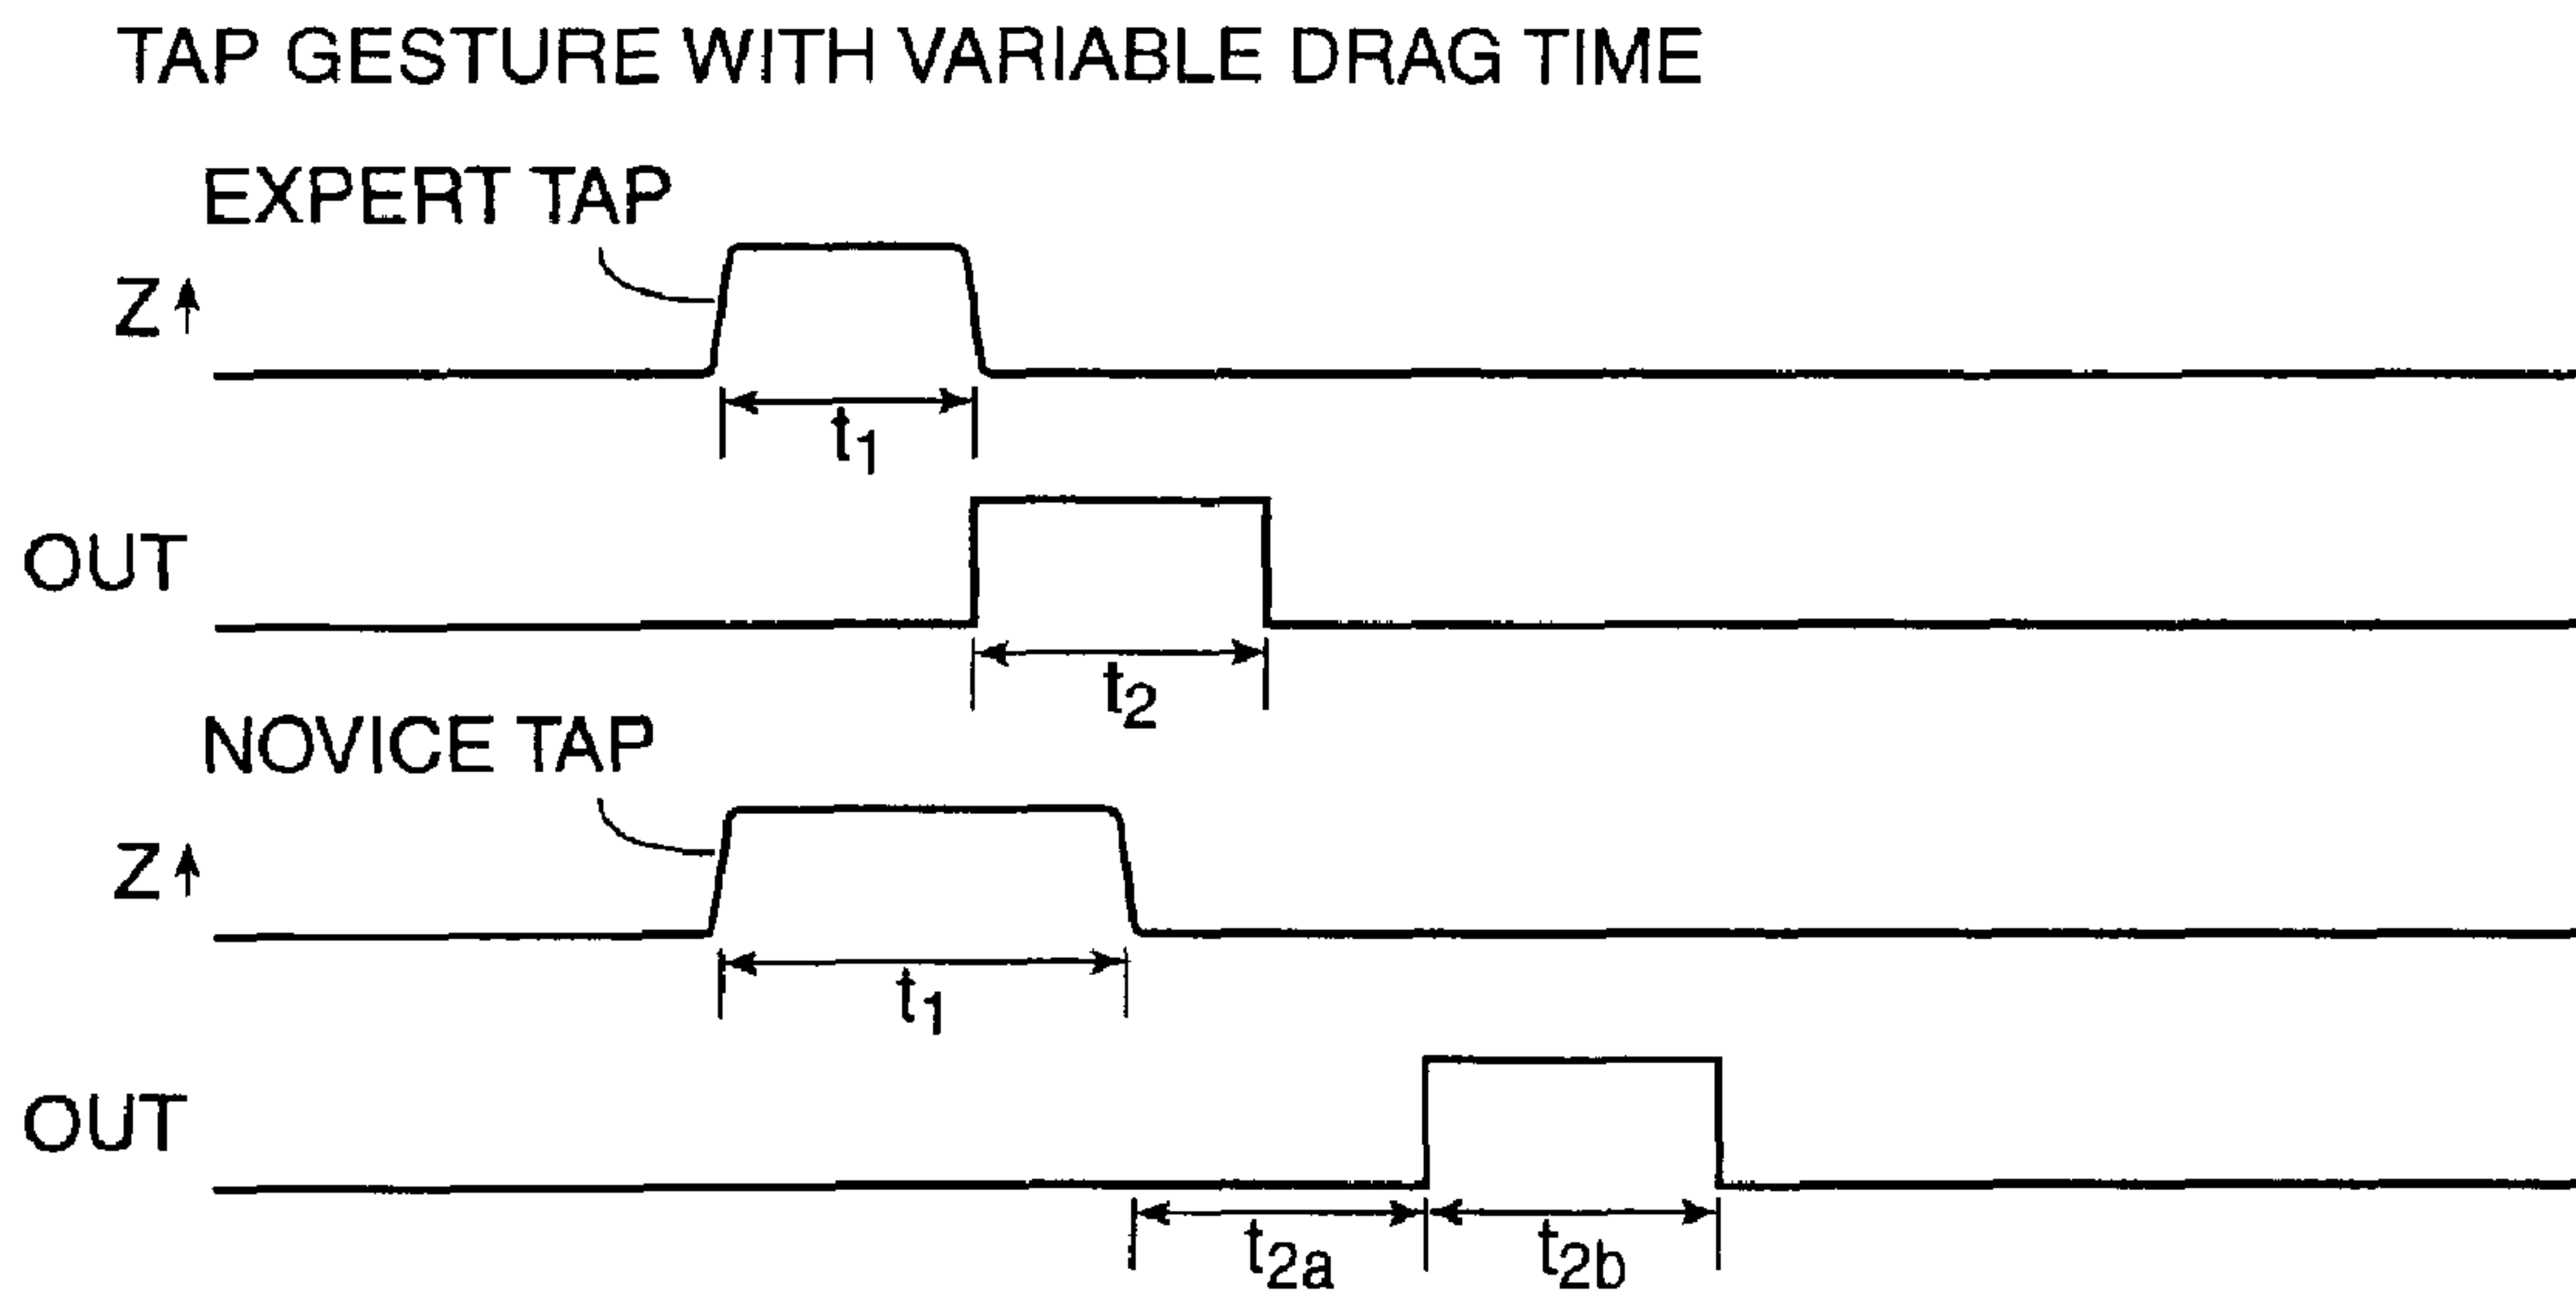 TAP GESTURE WITH VARIABLE DRAG TIME
EXPERT TAP
Z
t1
OUT
t2
NOVICE TAP
Z
t1
OUT
t2a
t2b